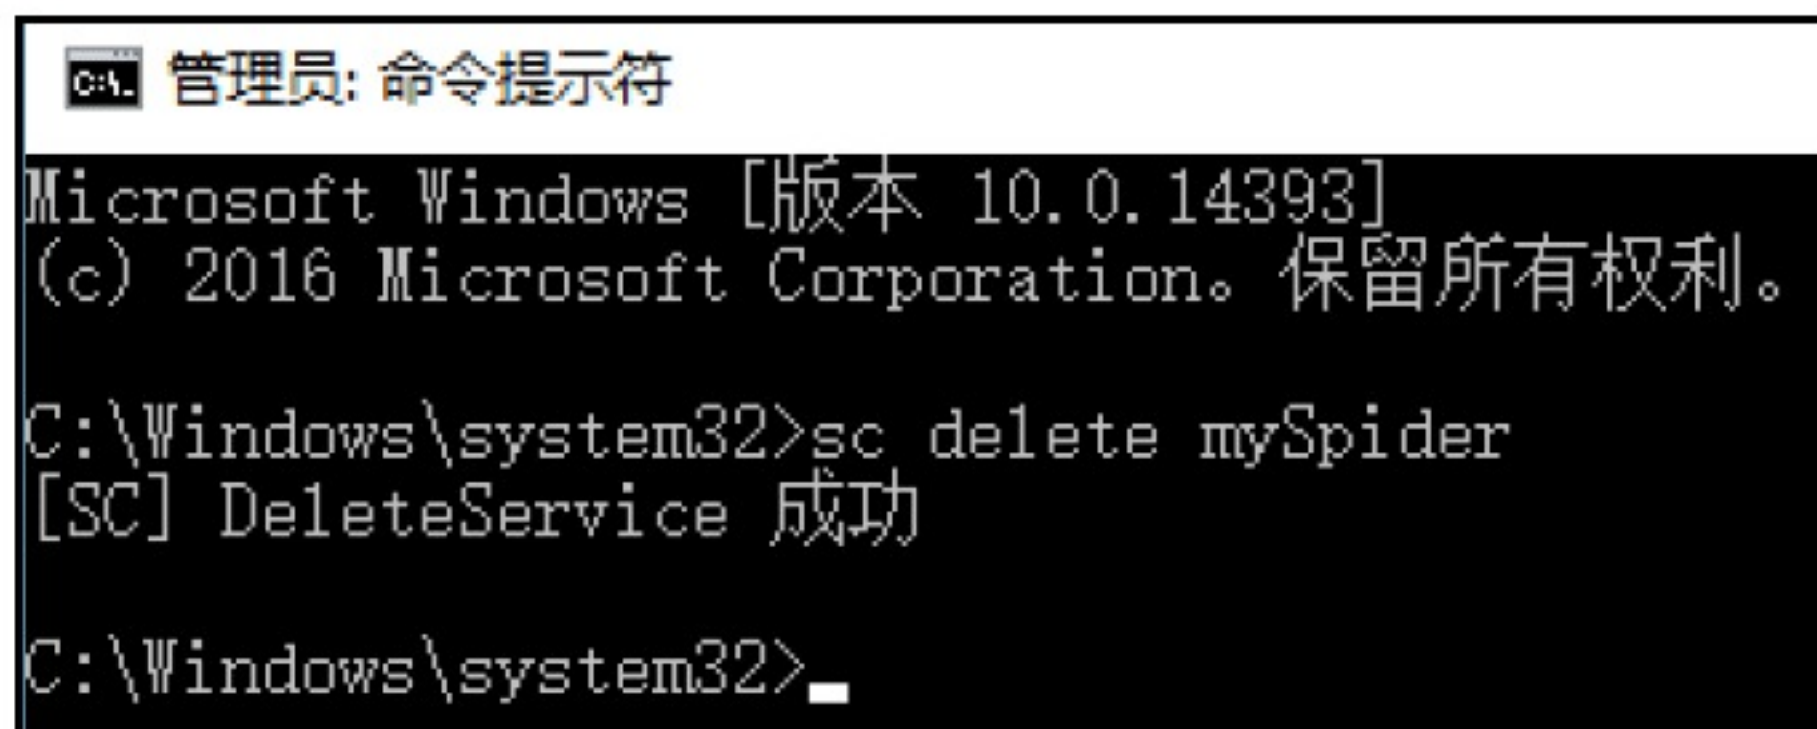 管理员: 命令提示符
Microsoft Windows [版本 10.0.14393]
(c) 2016 Microsoft Corporation。保留所有权利。
C:\Windows\system32>sc delete mySpider
[SC] DeleteService 成功
C:\Windows\system32>